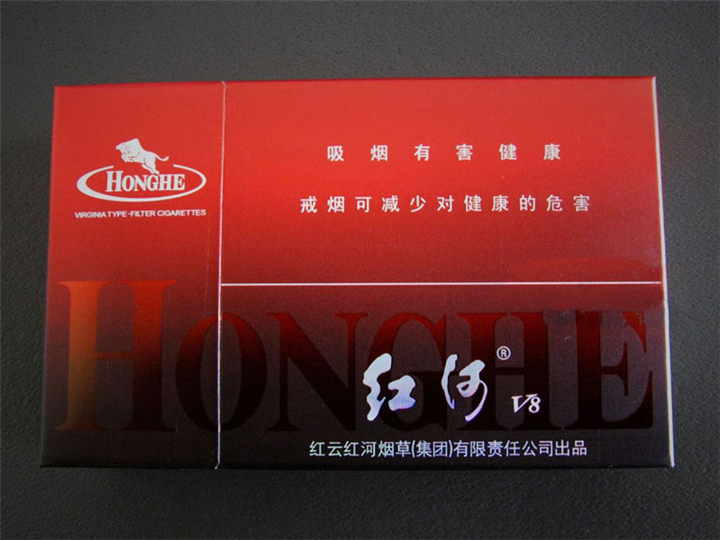 HONGHE
VIRGINIA TYPE·FILTER CIGARETTES
吸烟有害健康
戒烟可减少对健康的危害
HONGHE
红河® V8
红云红河烟草(集团)有限责任公司出品